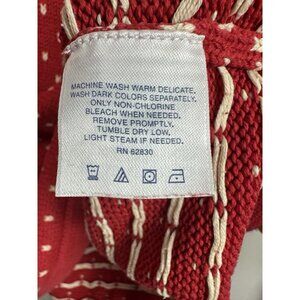 MACHINE WASH WARM DELICATE.
WASH DARK COLORS SEPARATELY.
ONLY NON-CHLORINE
BLEACH WHEN NEEDED.
REMOVE PROMPTLY.
TUMBLE DRY LOW.
LIGHT STEAM IF NEEDED.
RN 62830